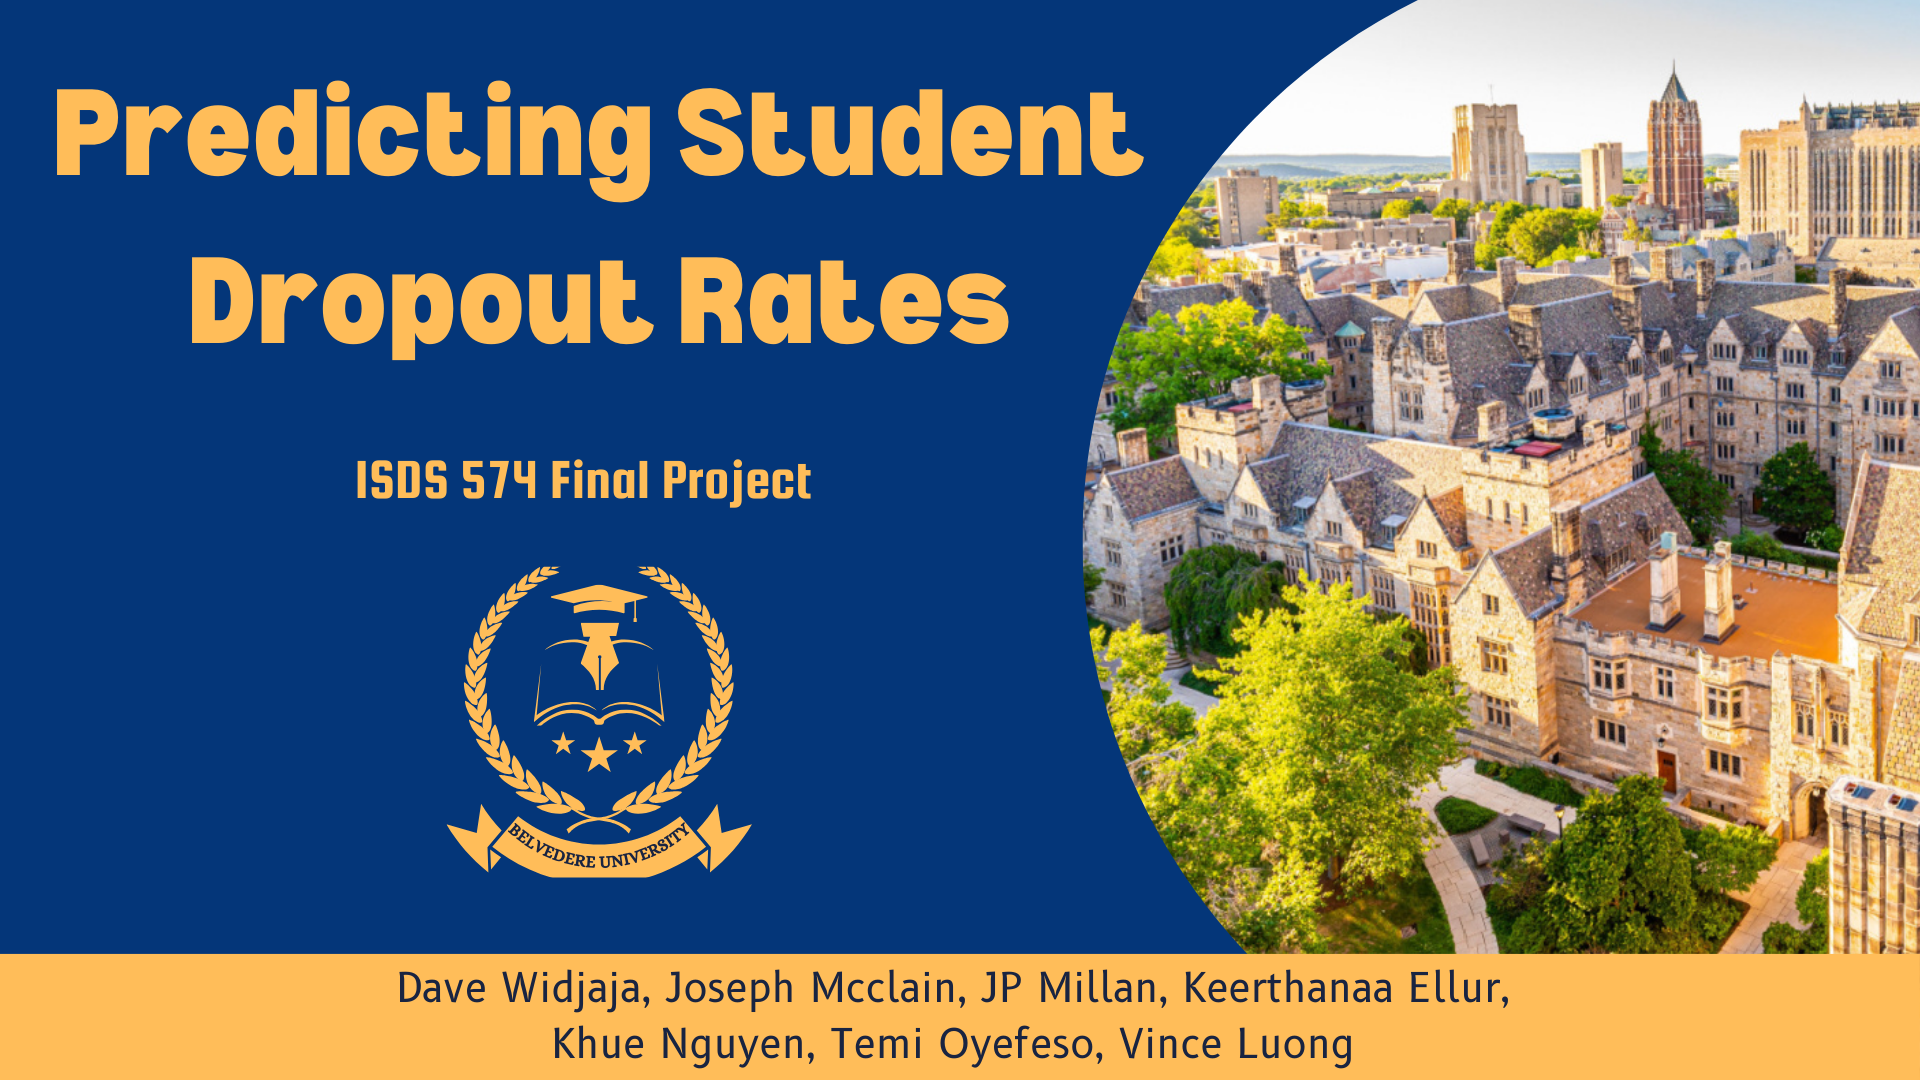 Predicting Student
Dropout Rates
ISDS 574 Final Project
BELVEDERE UNIVERSITY
Dave Widjaja, Joseph Mcclain, JP Millan, Keerthanaa Ellur,
Khue Nguyen, Temi Oyefeso, Vince Luong